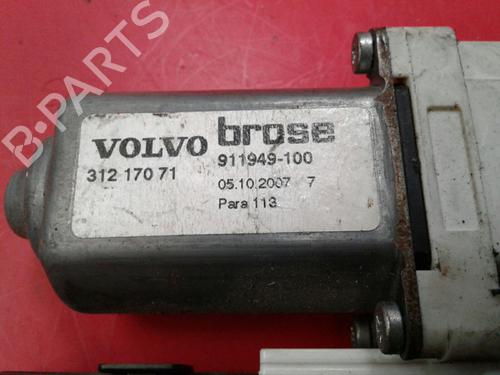 VOLVO brose
312 170 71 911949-100
05.10.2007 7
Para 113
B-PARTS